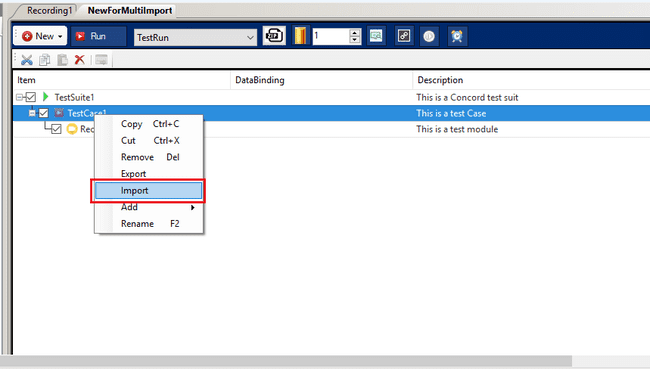 Recording1 NewForMultiImport
New Run TestRun ZIP 1
Item DataBinding Description
TestSuite1 This is a Concord test suit
TestCase1 This is a test Case
Rec This is a test module
Copy Ctrl+C
Cut Ctrl+X
Remove Del
Export
Import
Add
Rename F2